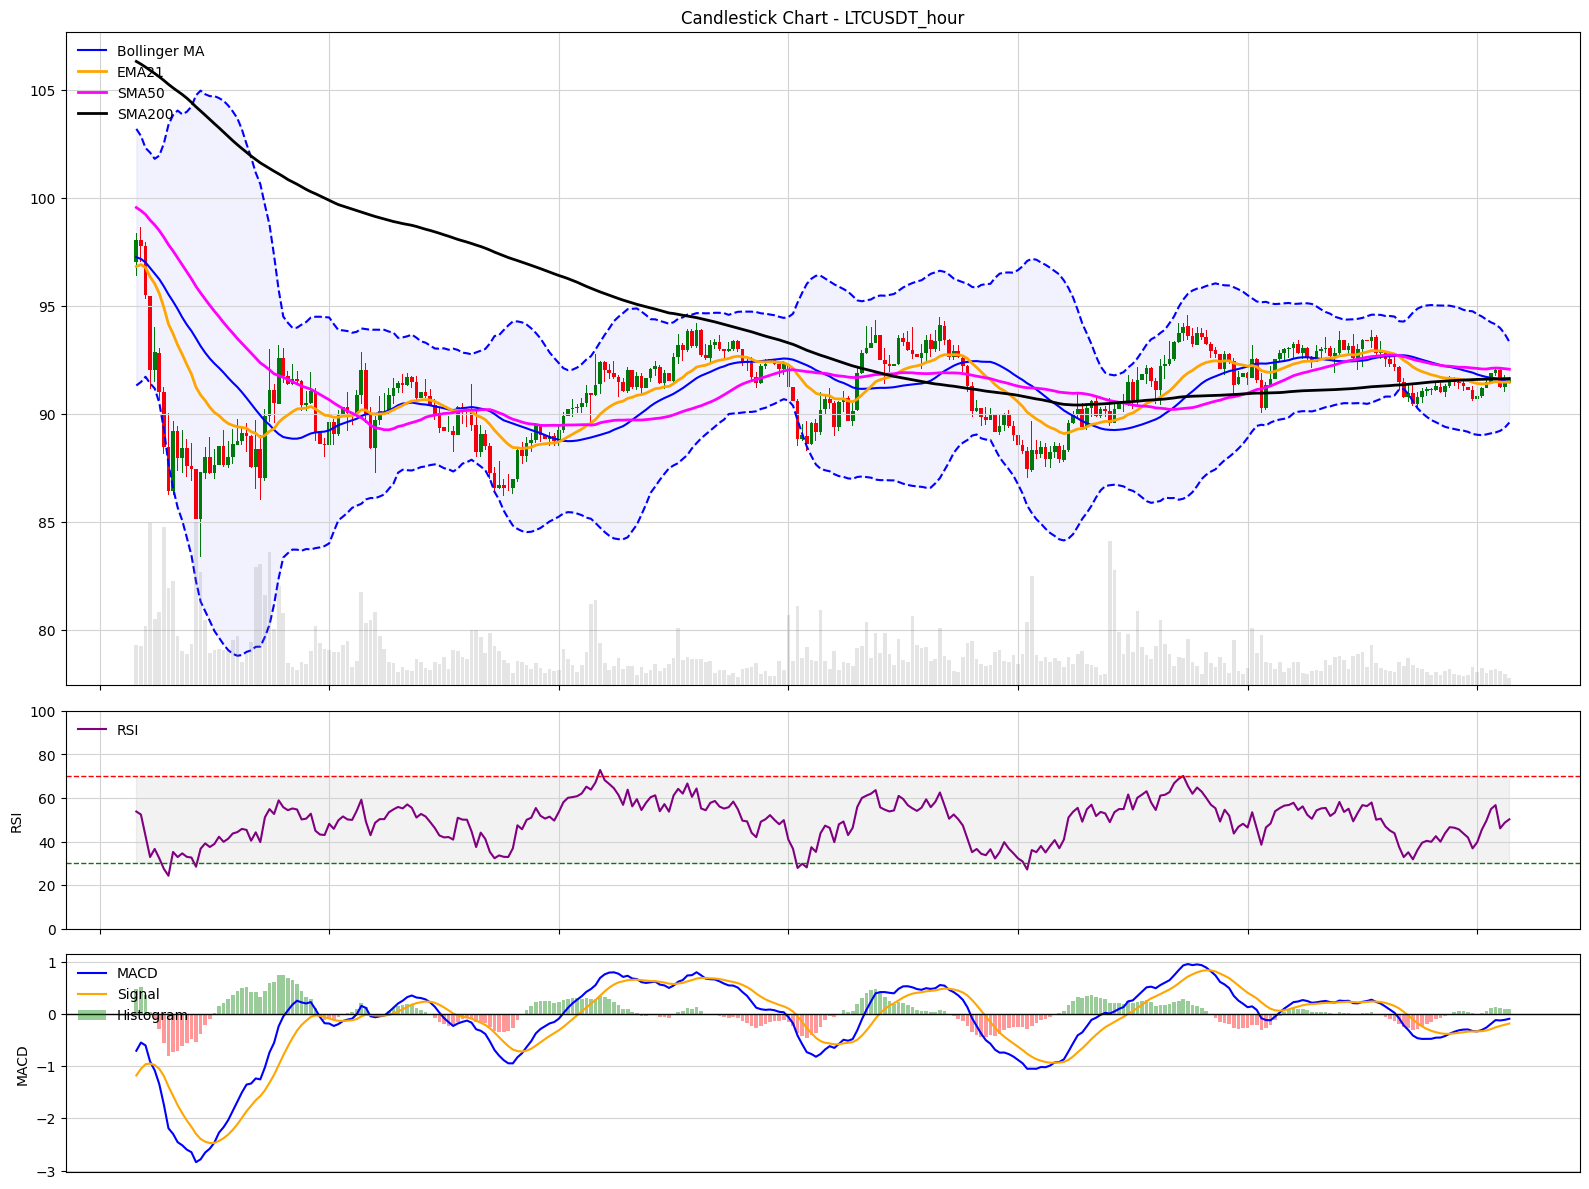 Candlestick Chart - LTCUSDT_hour
Bollinger MA
EMA21
SMA50
SMA200
105
100
95
90
85
80
RSI
100
80
60
40
20
0
RSI
MACD
Signal
Histogram
1
0
−1
−2
−3
MACD